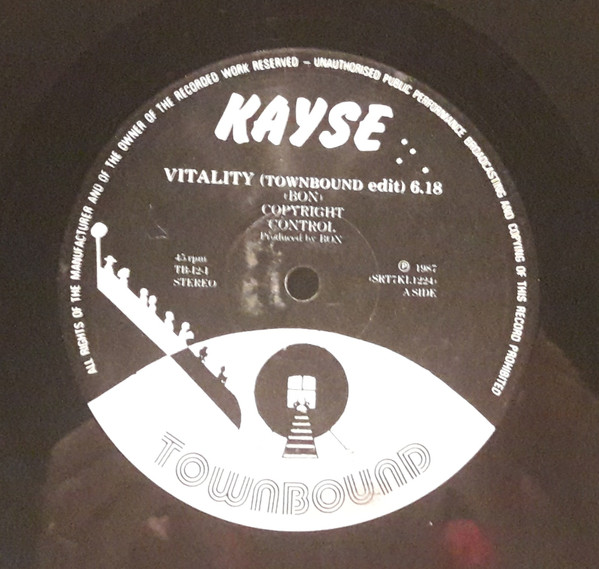 ALL RIGHTS OF THE MANUFACTURER AND OF THE OWNER OF THE RECORDED WORK RESERVED – UNAUTHORISED PUBLIC PERFORMANCE BROADCASTING AND COPYING OF THIS RECORD PROHIBITED
KAYSE
VITALITY (TOWNBOUND edit) 6.18
(BON)
COPYRIGHT
CONTROL
Produced by BON
45 rpm
TB-12-1
STEREO
℗ 1987
(SRT7KL1224)
A SIDE
TOWNBOUND